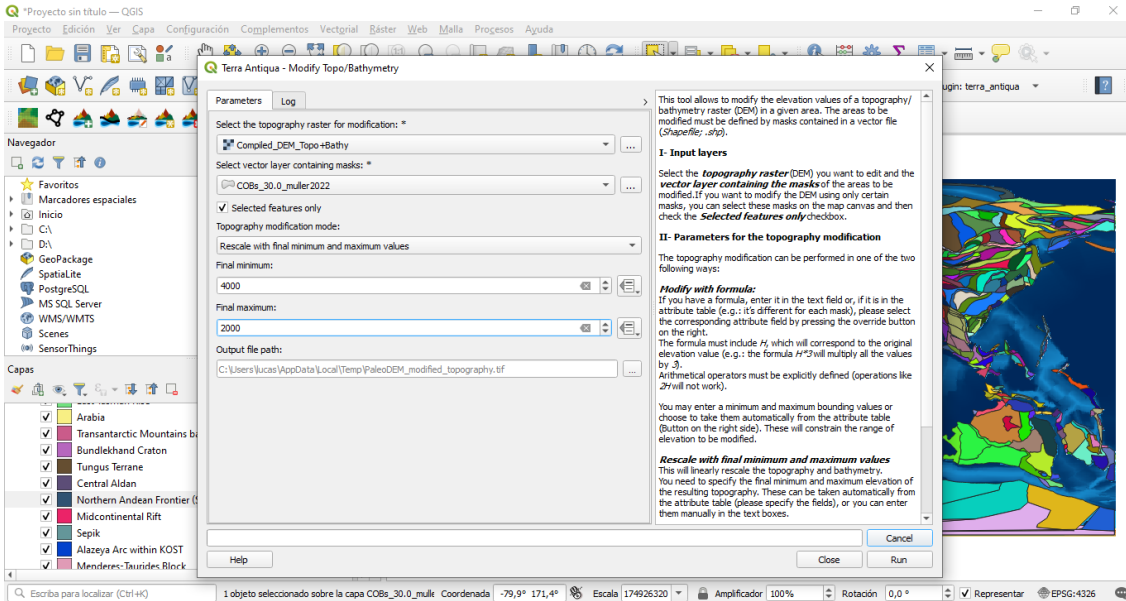 *Proyecto sin título — QGIS
Proyecto Edición Ver Capa Configuración Complementos Vectorial Ráster Web Malla Procesos Ayuda
Terra Antiqua - Modify Topo/Bathymetry
ugin: terra_antiqua
Navegador
Favoritos
Marcadores espaciales
Inicio
C:\
D:\
GeoPackage
SpatiaLite
PostgreSQL
MS SQL Server
WMS/WMTS
Scenes
SensorThings
Capas
Arabia
Transantarctic Mountains ba
Bundlekhand Craton
Tungus Terrane
Central Aldan
Northern Andean Frontier (S
Midcontinental Rift
Sepik
Alazeya Arc within KOST
Menderes-Taurides Block
Parameters Log
Select the topography raster for modification: *
Compiled_DEM_Topo+Bathy
Select vector layer containing masks: *
COBs_30.0_muller2022
Selected features only
Topography modification mode:
Rescale with final minimum and maximum values
Final minimum:
4000
Final maximum:
2000
Output file path:
C:\Users\lucas\AppData\Local\Temp\PaleoDEM_modified_topography.tif
This tool allows to modify the elevation values of a topography/
bathymetry raster (DEM) in a given area. The areas to be
modified must be defined by masks contained in a vector file
(Shapefile; .shp).
I- Input layers
Select the topography raster (DEM) you want to edit and the
vector layer containing the masks of the areas to be
modified.If you want to modify the DEM using only certain
masks, you can select these masks on the map canvas and then
check the Selected features only checkbox.
II- Parameters for the topography modification
The topography modification can be performed in one of the two
following ways:
Modify with formula:
If you have a formula, enter it in the text field or, if it is in the
attribute table (e.g.: it's different for each mask), please select
the corresponding attribute field by pressing the override button
on the right.
The formula must include H, which will correspond to the original
elevation value (e.g.: the formula H*3 will multiply all the values
by 3).
Arithmetical operators must be explicitly defined (operations like
2H will not work).
You may enter a minimum and maximum bounding values or
choose to take them automatically from the attribute table
(Button on the right side). These will constrain the range of
elevation to be modified.
Rescale with final minimum and maximum values
This will linearly rescale the topography and bathymetry.
You need to specify the final minimum and maximum elevation of
the resulting topography. These can be taken automatically from
the attribute table (please specify the fields), or you can enter
them manually in the text boxes.
Cancel
Help Close Run
Escriba para localizar (Ctrl+K) 1 objeto seleccionado sobre la capa COBs_30.0_mulle Coordenada -79,9° 171,4° Escala 174926320 Amplificador 100% Rotación 0,0 ° Representar EPSG:4326